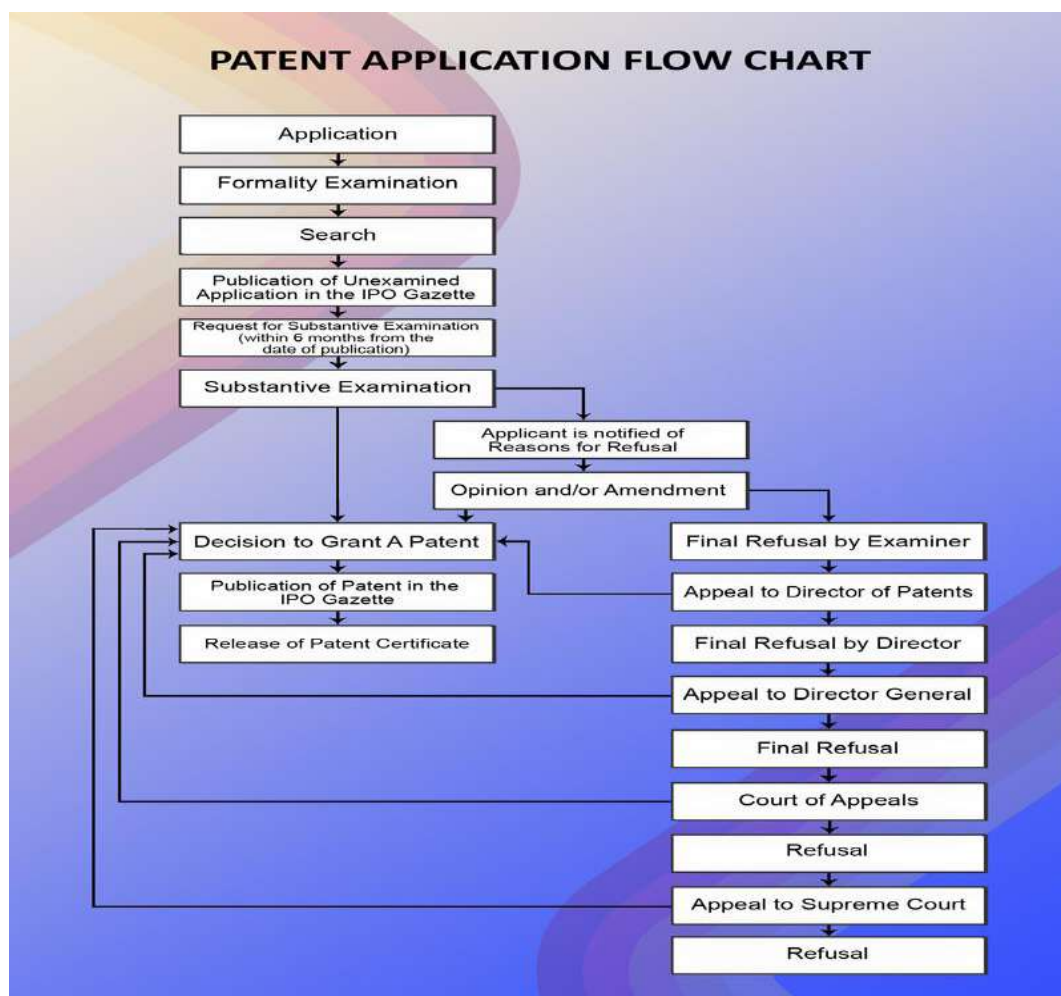 PATENT APPLICATION FLOW CHART
Application
Formality Examination
Search
Publication of Unexamined
Application in the IPO Gazette
Request for Substantive Examination
(within 6 months from the
date of publication)
Substantive Examination
Applicant is notified of
Reasons for Refusal
Opinion and/or Amendment
Decision to Grant A Patent
Publication of Patent in the
IPO Gazette
Release of Patent Certificate
Final Refusal by Examiner
Appeal to Director of Patents
Final Refusal by Director
Appeal to Director General
Final Refusal
Court of Appeals
Refusal
Appeal to Supreme Court
Refusal